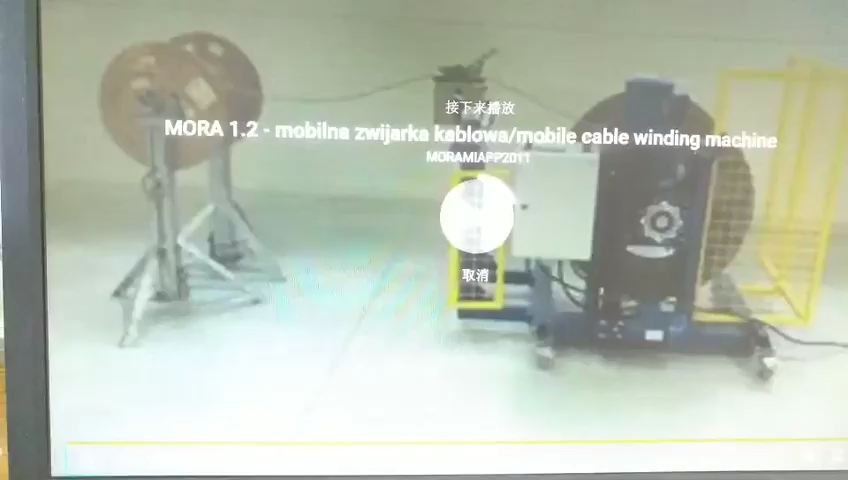 接下来播放
MORA 1.2 - mobilna zwijarka kablowa/mobile cable winding machine
MORAMIAPP2011
取消